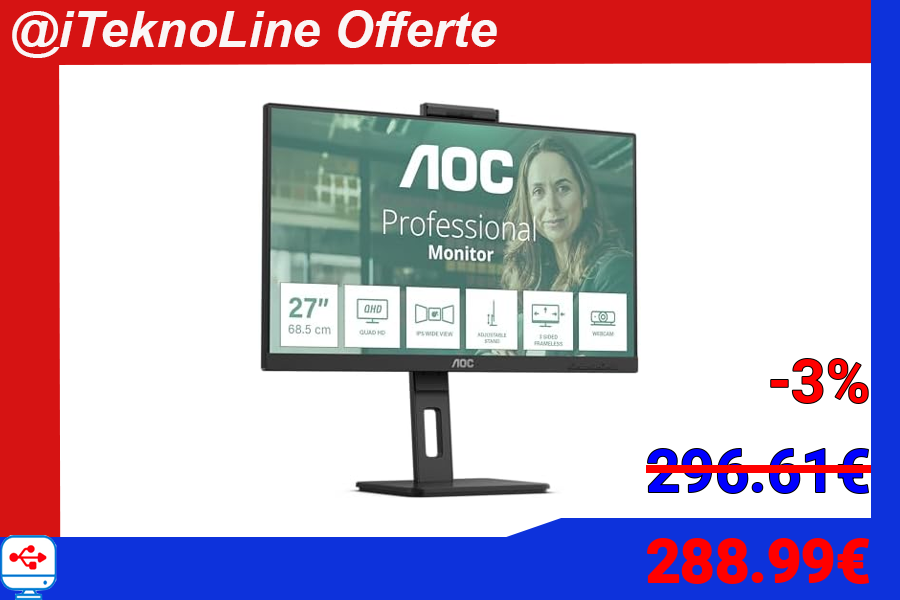 @iTeknoLine Offerte
AOC
Professional
Monitor
27"
68.5 cm
QHD
QUAD HD
IPS WIDE VIEW
ADJUSTABLE
STAND
3 SIDED
FRAMELESS
WEBCAM
AOC
-3%
296.61€
288.99€